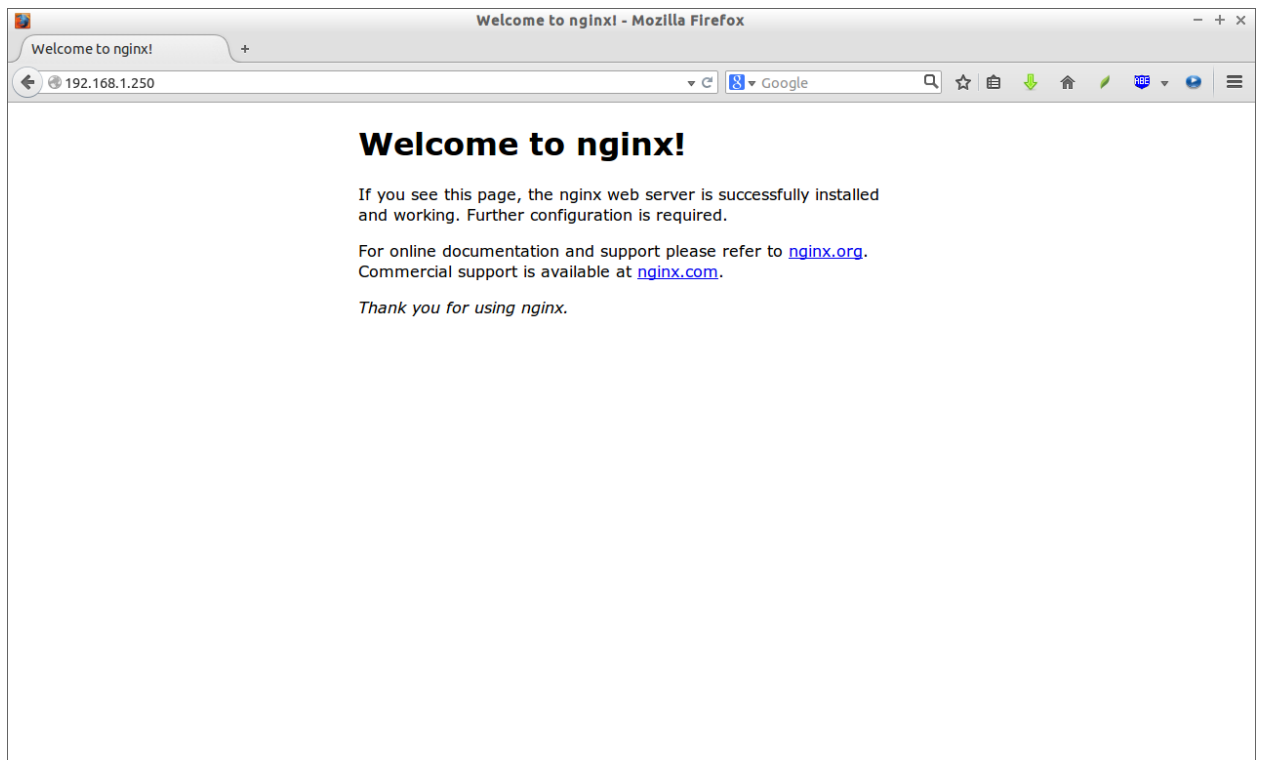 Welcome to nginx! - Mozilla Firefox
Welcome to nginx!
192.168.1.250
Google
Welcome to nginx!
If you see this page, the nginx web server is successfully installed
and working. Further configuration is required.
For online documentation and support please refer to nginx.org.
Commercial support is available at nginx.com.
Thank you for using nginx.